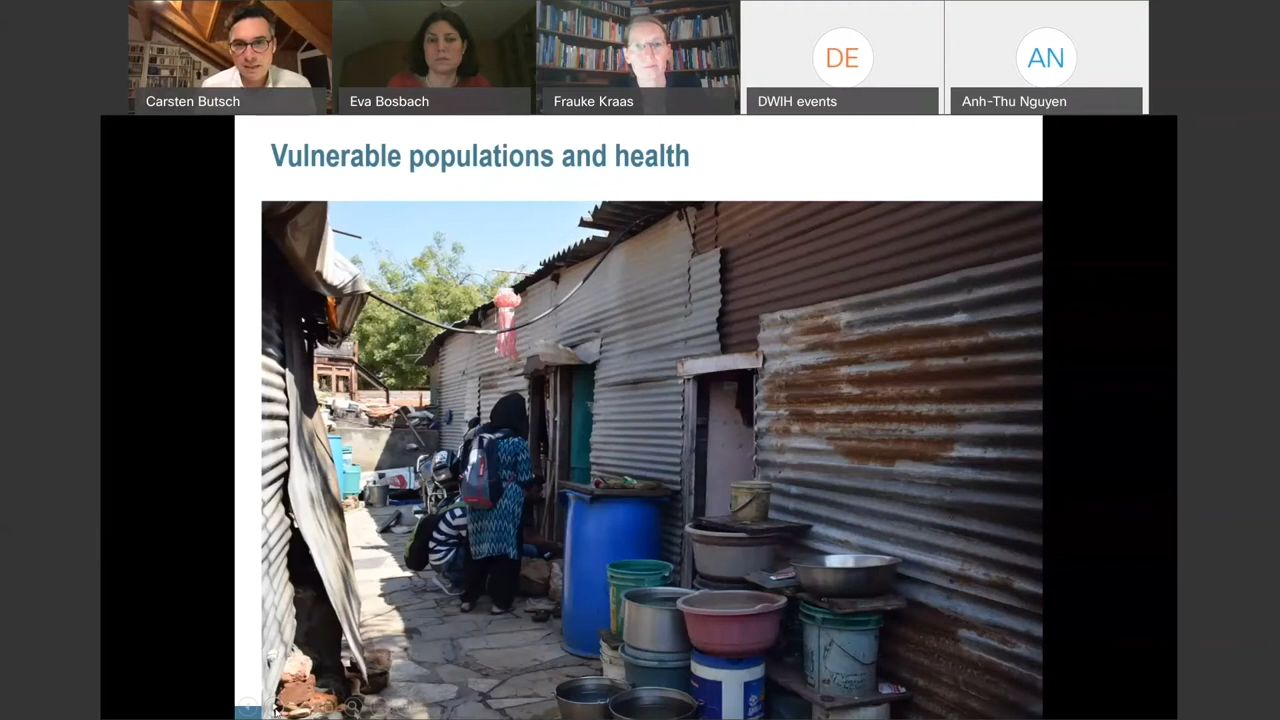 DE
AN
Carsten Butsch
Eva Bosbach
Frauke Kraas
DWIH events
Anh-Thu Nguyen
Vulnerable populations and health